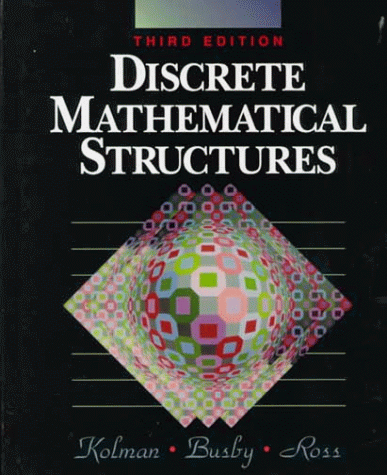 THIRD EDITION
DISCRETE
MATHEMATICAL
STRUCTURES
Kolman • Busby • Ross